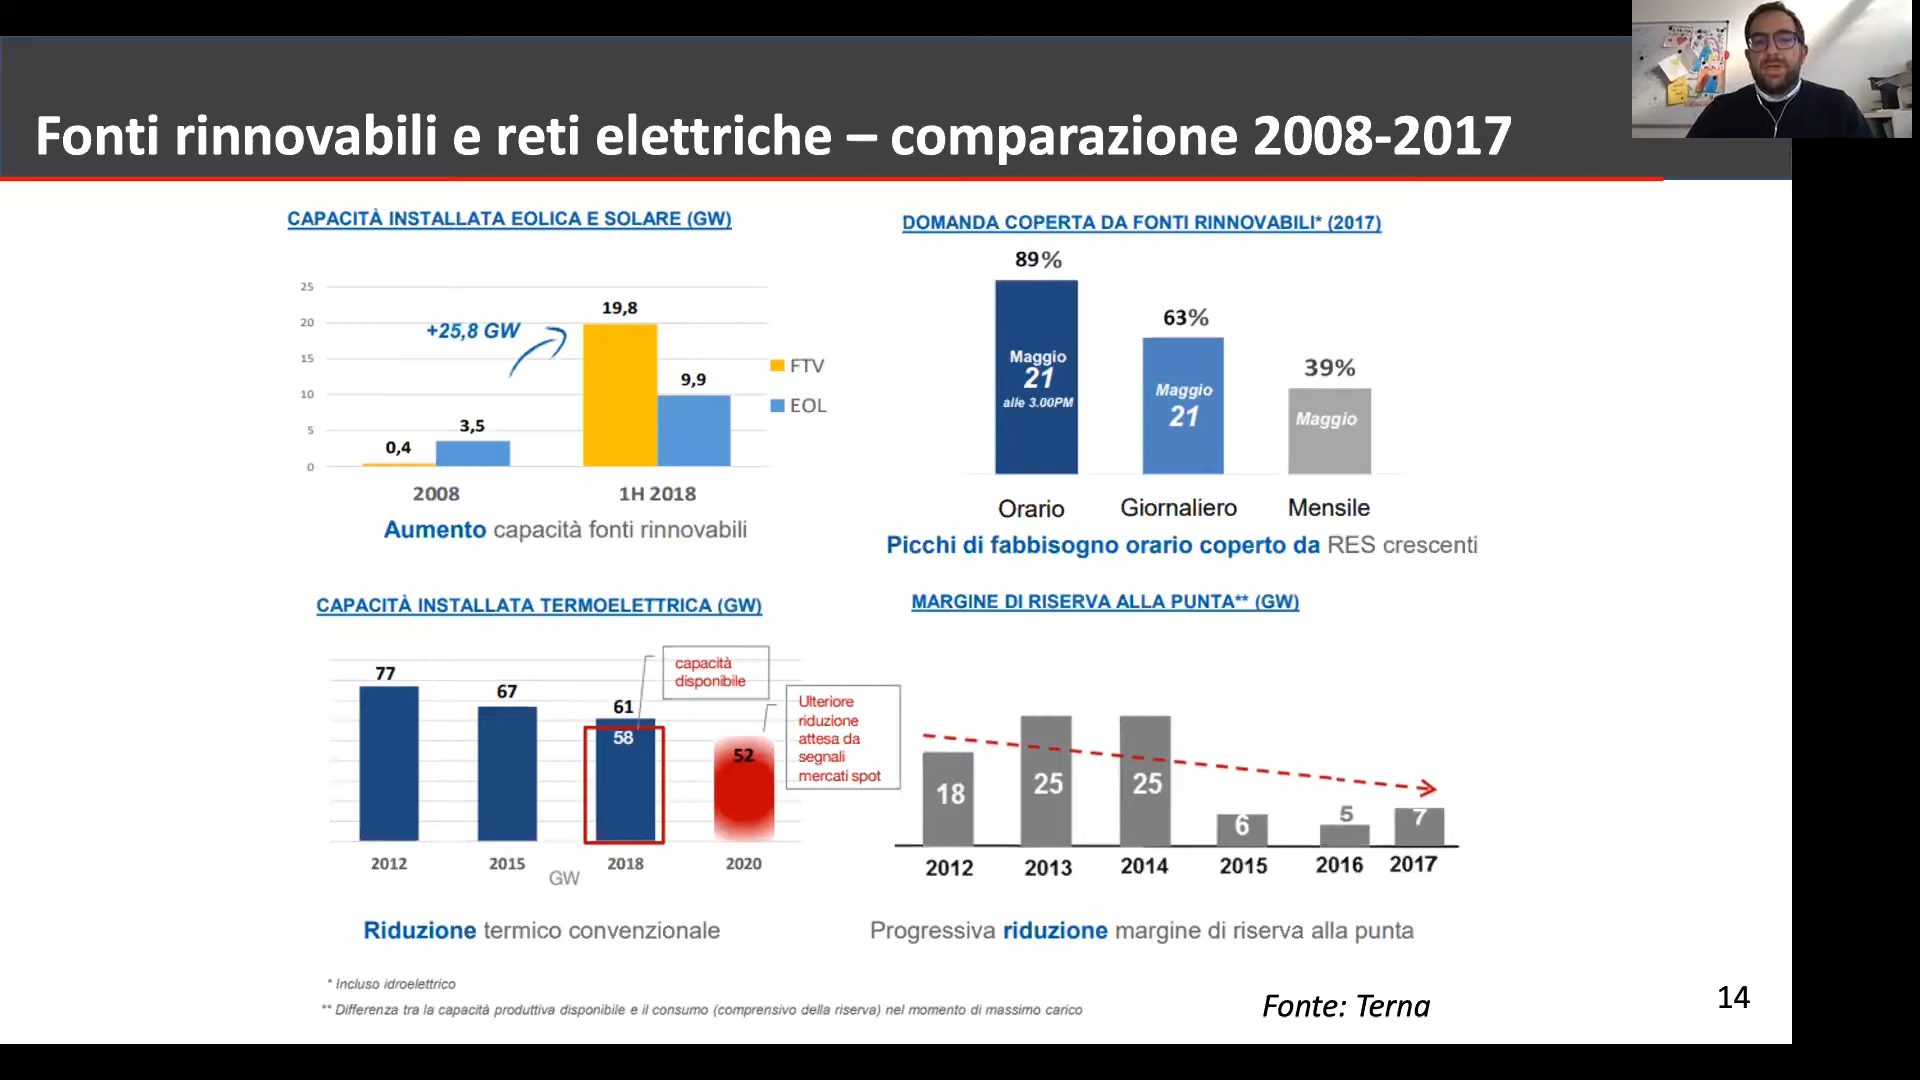 Fonti rinnovabili e reti elettriche – comparazione 2008-2017
CAPACITÀ INSTALLATA EOLICA E SOLARE (GW)
25
20
15
10
5
0
+25,8 GW
0,4
3,5
19,8
9,9
FTV
EOL
2008
1H 2018
Aumento capacità fonti rinnovabili
DOMANDA COPERTA DA FONTI RINNOVABILI* (2017)
89%
Maggio
21
alle 3.00PM
63%
Maggio
21
39%
Maggio
Orario
Giornaliero
Mensile
Picchi di fabbisogno orario coperto da RES crescenti
CAPACITÀ INSTALLATA TERMOELETTRICA (GW)
77
67
61
58
52
capacità
disponibile
Ulteriore
riduzione
attesa da
segnali
mercati spot
2012
2015
2018
2020
GW
Riduzione termico convenzionale
MARGINE DI RISERVA ALLA PUNTA** (GW)
18
25
25
6
5
7
2012
2013
2014
2015
2016
2017
Progressiva riduzione margine di riserva alla punta
* Incluso idroelettrico
** Differenza tra la capacità produttiva disponibile e il consumo (comprensivo della riserva) nel momento di massimo carico
Fonte: Terna
14